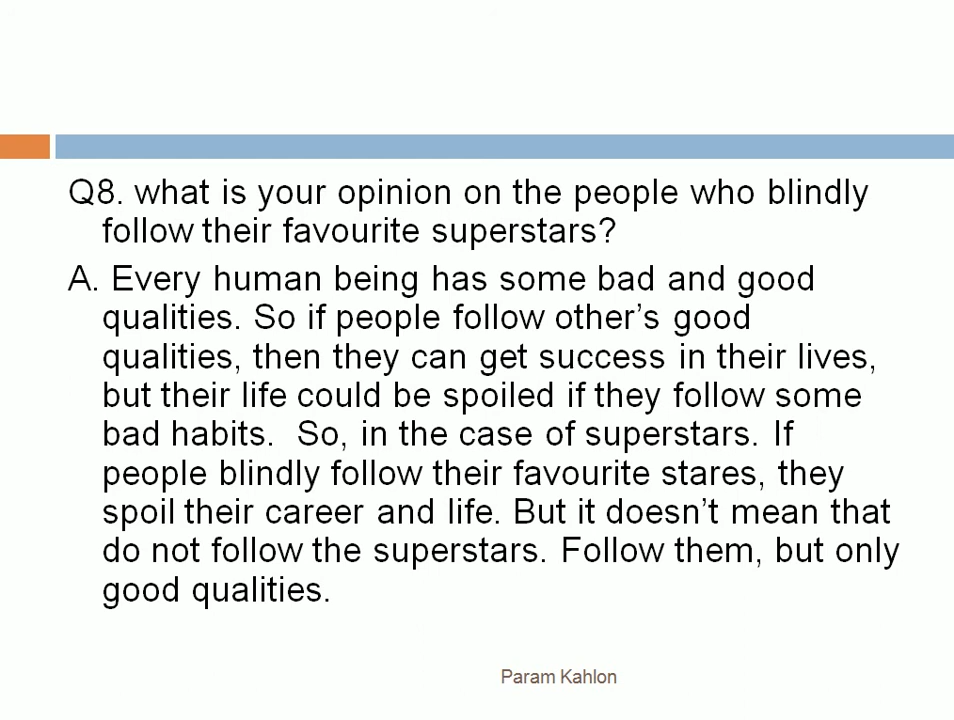 Q8. what is your opinion on the people who blindly
follow their favourite superstars?
A. Every human being has some bad and good
qualities. So if people follow other’s good
qualities, then they can get success in their lives,
but their life could be spoiled if they follow some
bad habits.  So, in the case of superstars. If
people blindly follow their favourite stares, they
spoil their career and life. But it doesn’t mean that
do not follow the superstars. Follow them, but only
good qualities.
Param Kahlon